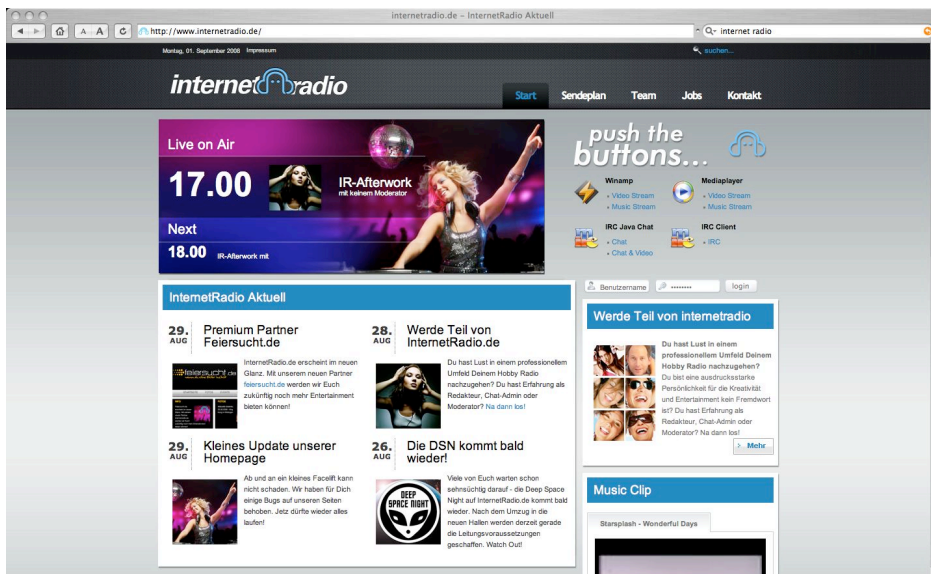 internetradio.de – InternetRadio Aktuell
A A
http://www.internetradio.de/
internet radio
Montag, 01. September 2008 Impressum
suchen...
internet radio
Start Sendeplan Team Jobs Kontakt
Live on Air
17.00
IR-Afterwork
mit keinem Moderator
Next
18.00 IR-Afterwork mit
push the
buttons...
Winamp
Video Stream
Music Stream
Mediaplayer
Video Stream
Music Stream
IRC Java Chat
Chat
Chat & Video
IRC Client
IRC
Benutzername
login
InternetRadio Aktuell
29.
AUG
Premium Partner
Feiersucht.de
feiersucht.de
InternetRadio.de erscheint im neuen
Glanz. Mit unserem neuen Partner
feiersucht.de werden wir Euch
zukünftig noch mehr Entertainment
bieten können!
28.
AUG
Werde Teil von
InternetRadio.de
Du hast Lust in einem professionellem
Umfeld Deinem Hobby Radio
nachzugehen? Du hast Erfahrung als
Redakteur, Chat-Admin oder
Moderator? Na dann los!
29.
AUG
Kleines Update unserer
Homepage
Ab und an ein kleines Facelift kann
nicht schaden. Wir haben für Dich
einige Bugs auf unseren Seiten
behoben. Jetz dürfte wieder alles
laufen!
26.
AUG
Die DSN kommt bald
wieder!
DEEP
SPACE NIGHT
Viele von Euch warten schon
sehnsüchtig darauf - die Deep Space
Night auf InternetRadio.de kommt bald
wieder. Nach dem Umzug in die
neuen Hallen werden derzeit gerade
die Leitungsvoraussetzungen
geschaffen. Watch Out!
Werde Teil von internetradio
Du hast Lust in einem
professionellem Umfeld Deinem
Hobby Radio nachzugehen?
Du bist eine ausdrucksstarke
Persönlichkeit für die Kreativität
und Entertainment kein Fremdwort
ist? Du hast Erfahrung als
Redakteur, Chat-Admin oder
Moderator? Na dann los!
Mehr
Music Clip
Starsplash - Wonderful Days